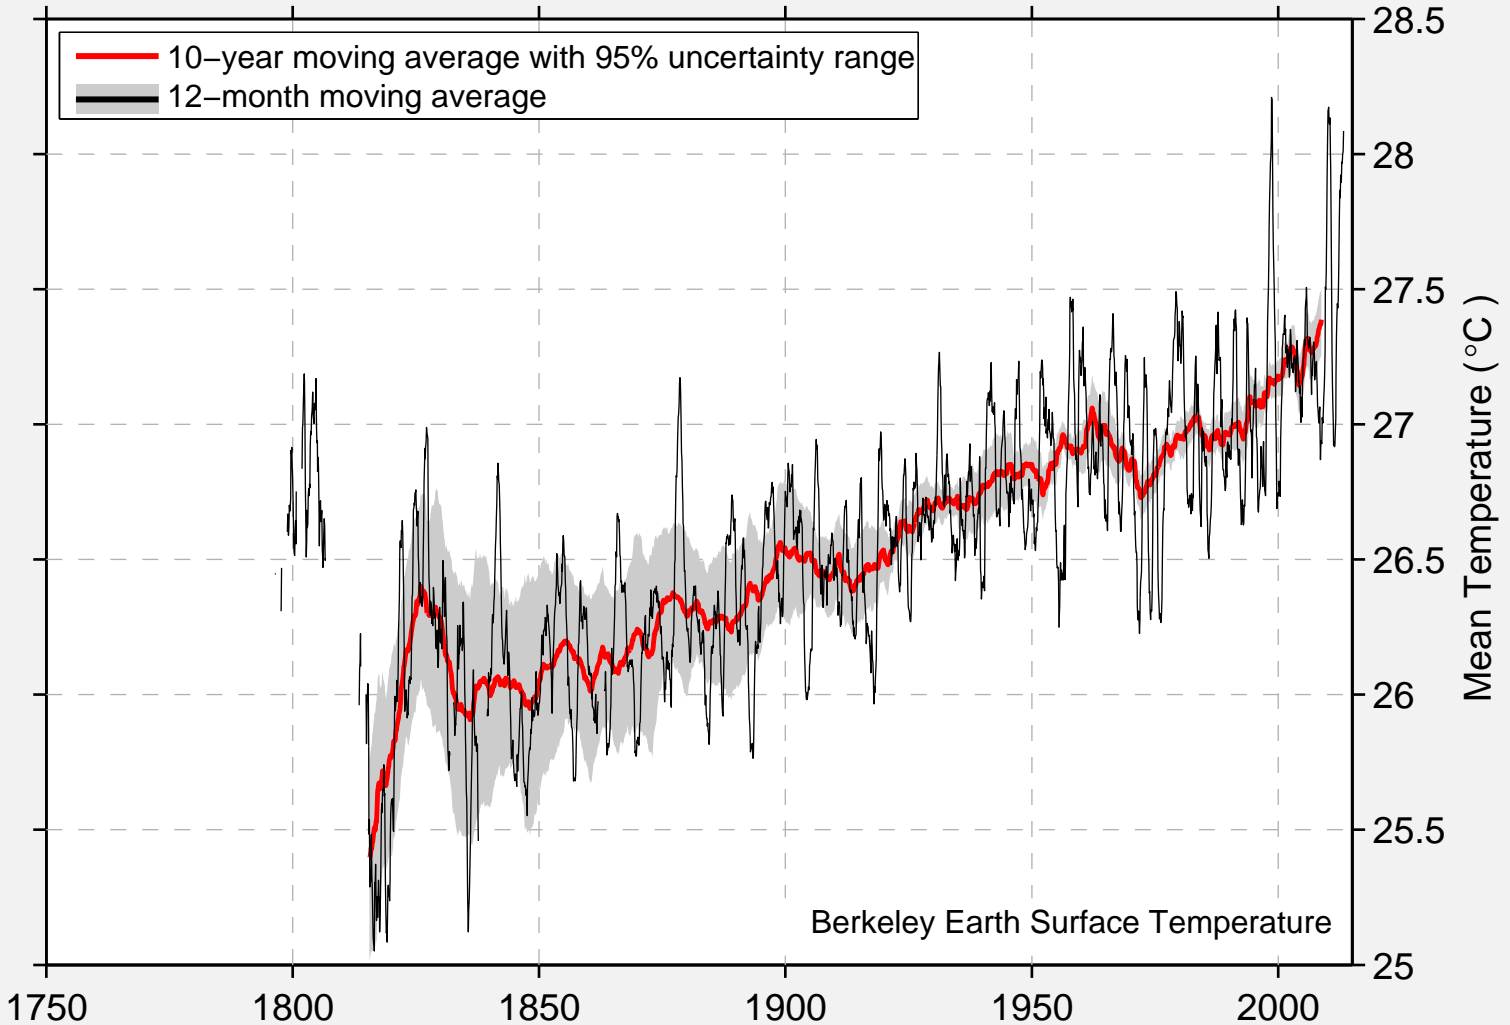 10−year moving average with 95% uncertainty range
12−month moving average
28.5
28
27.5
27
26.5
26
25.5
25
Mean Temperature (°C )
Berkeley Earth Surface Temperature
1750 1800 1850 1900 1950 2000